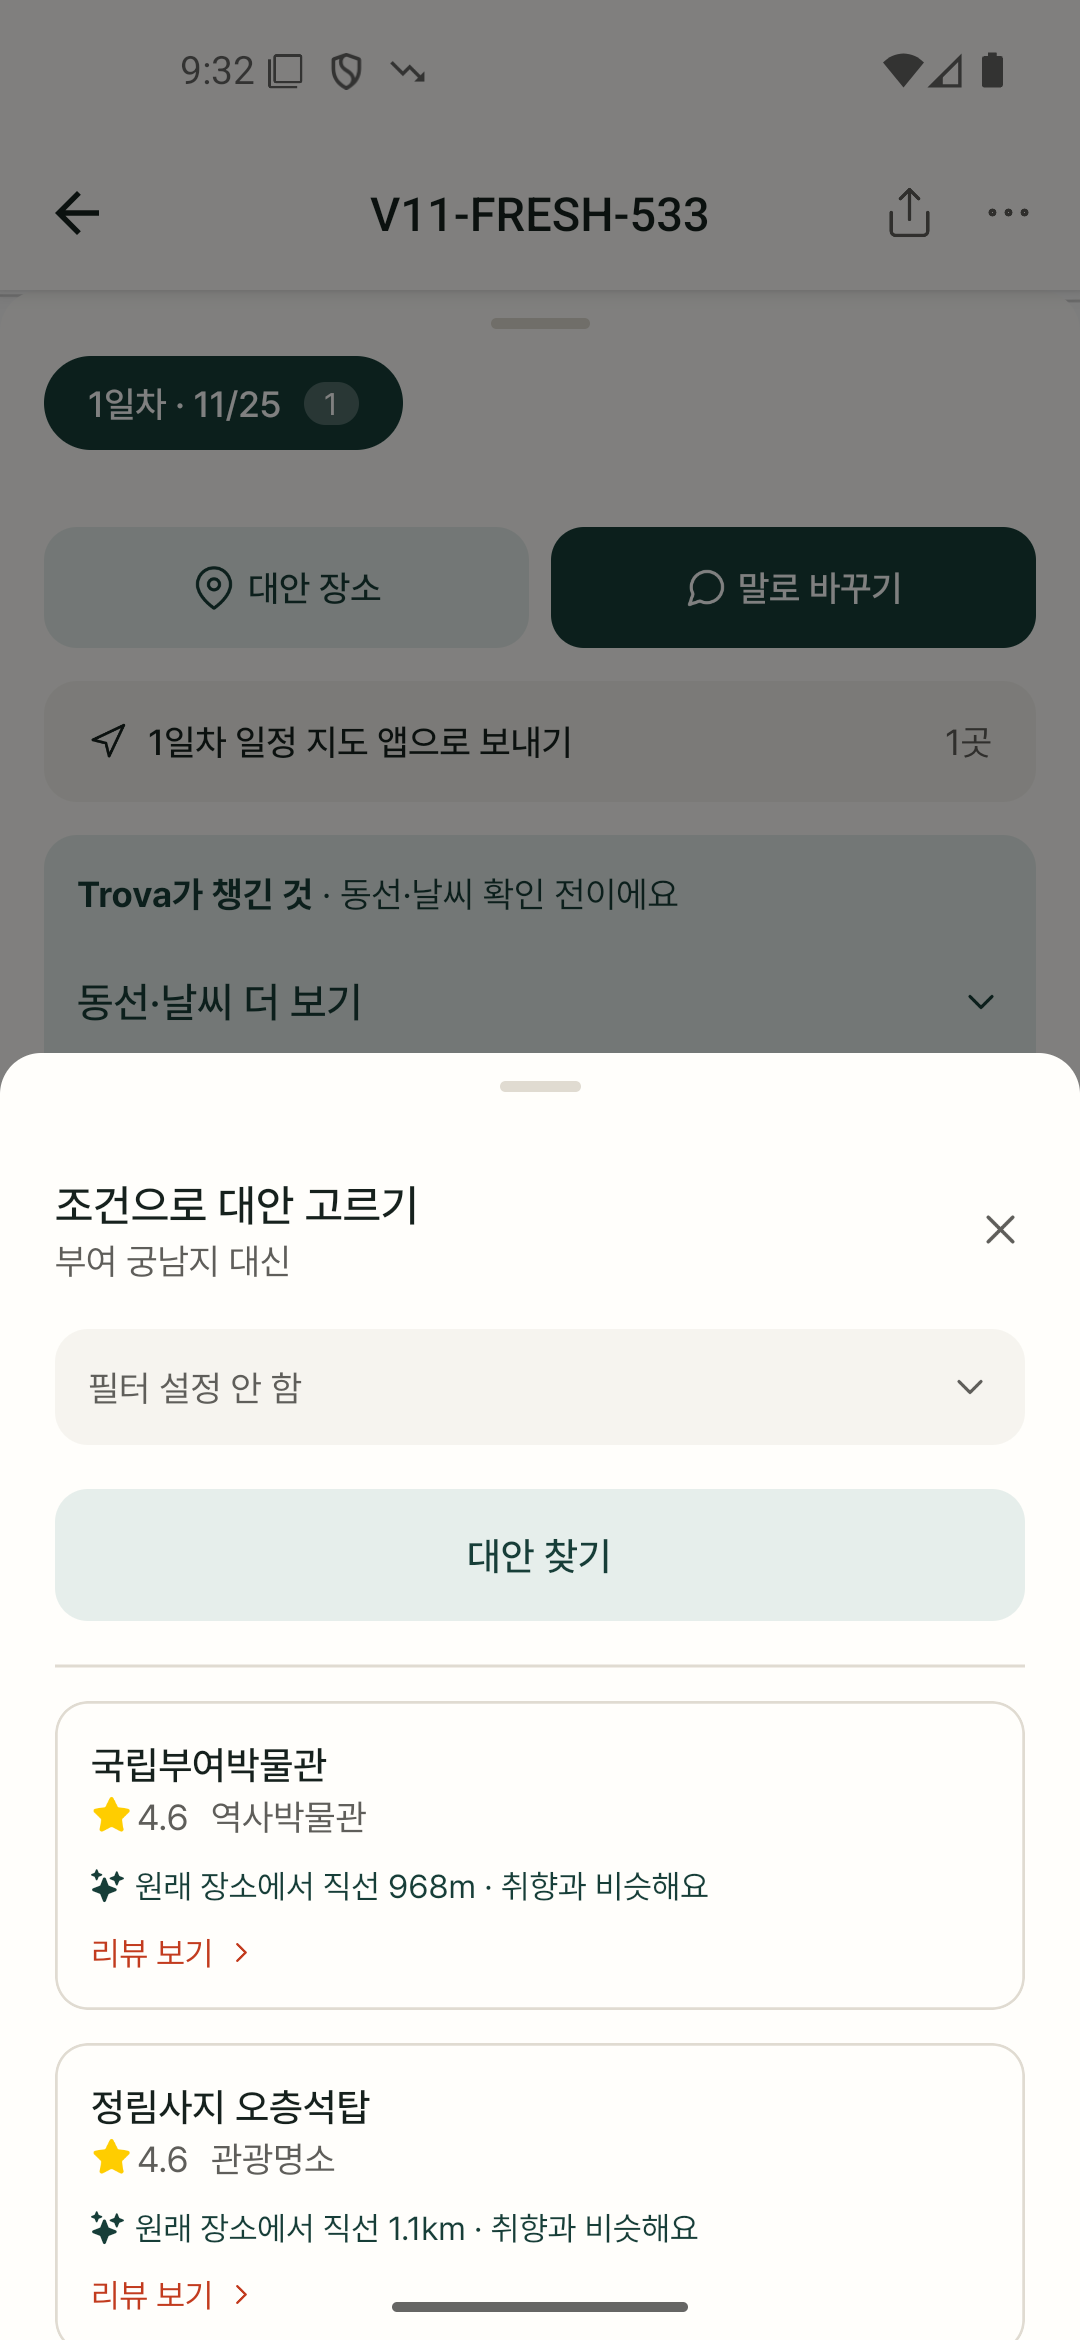 9:32
V11-FRESH-533
1일차 · 11/25 1
대안 장소
말로 바꾸기
1일차 일정 지도 앱으로 보내기
1곳
Trova가 챙긴 것 · 동선·날씨 확인 전이에요
동선·날씨 더 보기
조건으로 대안 고르기
부여 궁남지 대신
필터 설정 안 함
대안 찾기
국립부여박물관
4.6 역사박물관
원래 장소에서 직선 968m · 취향과 비슷해요
리뷰 보기
정림사지 오층석탑
4.6 관광명소
원래 장소에서 직선 1.1km · 취향과 비슷해요
리뷰 보기